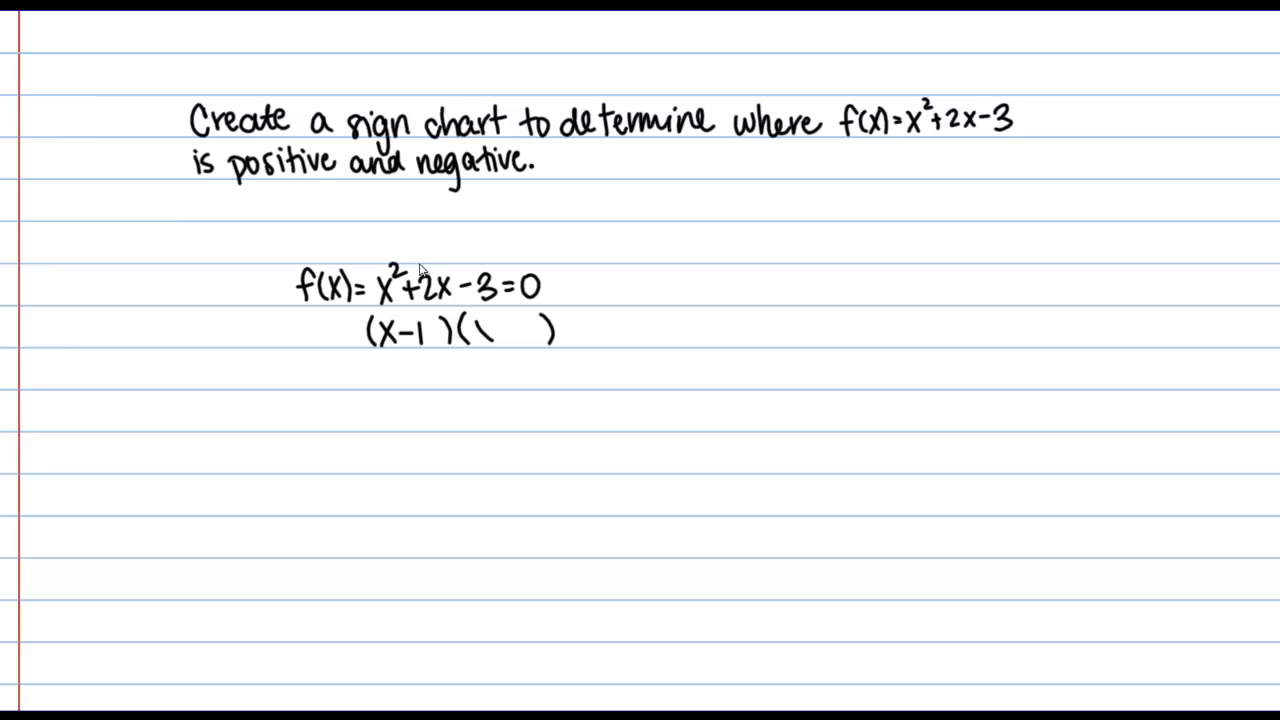 Create a sign chart to determine where f(x)=x²+2x-3
is positive and negative.
f(x)= x²+2x-3=0
(x-1 )(\ )